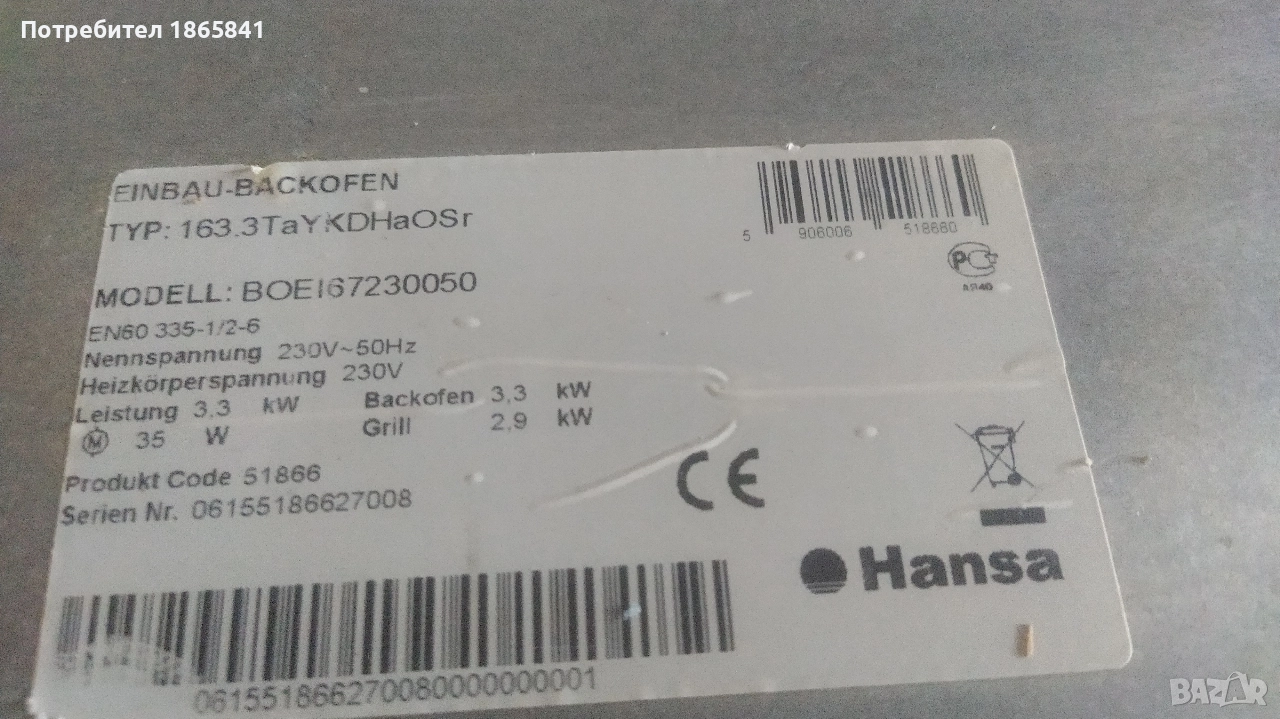 Потребител 1865841
EINBAU-BACKOFEN
TYP: 163.3TaYKDHaOSr
5 906006 518660
MODELL: BOEI67230050
EN60 335-1/2-6
Nennspannung 230V~50Hz
Heizkörperspannung 230V
Leistung 3,3 kW Backofen 3,3 kW
M 35 W Grill 2,9 kW
Produkt Code 51866
Serien Nr. 06155186627008
CE
Hansa
061551866270080000000001
BAZAR